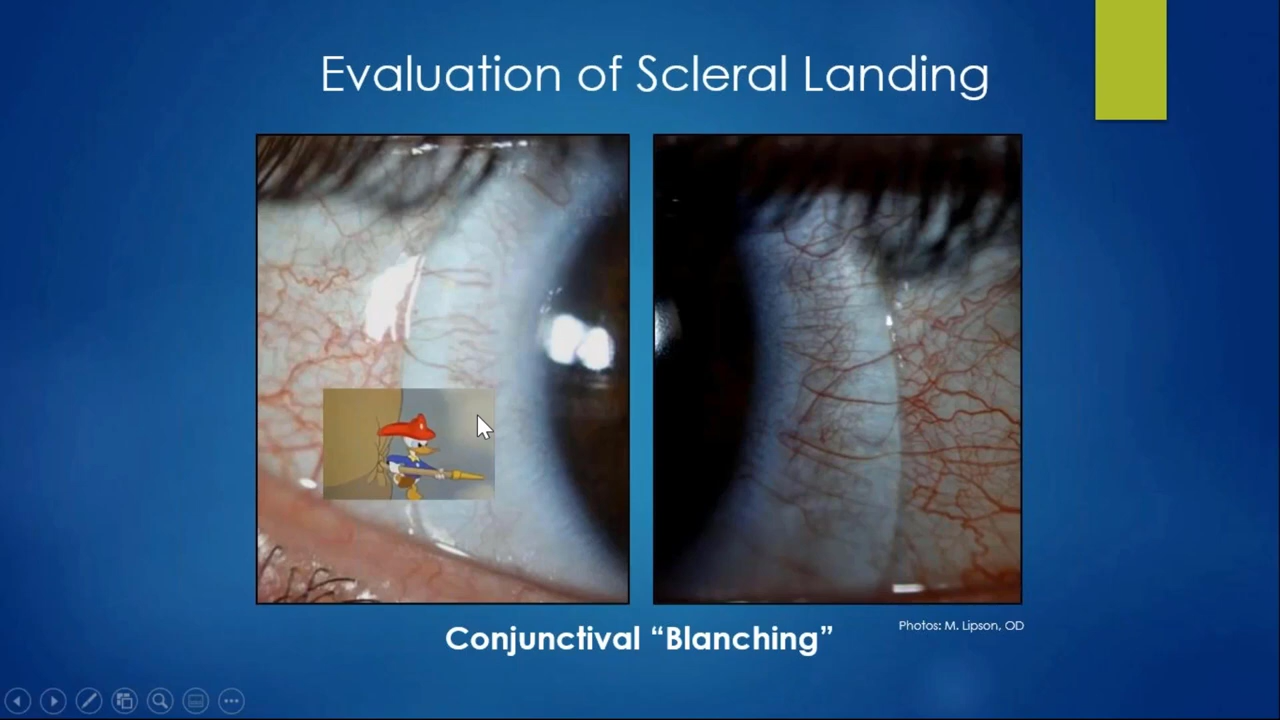 Evaluation of Scleral Landing
Photos: M. Lipson, OD
Conjunctival “Blanching”